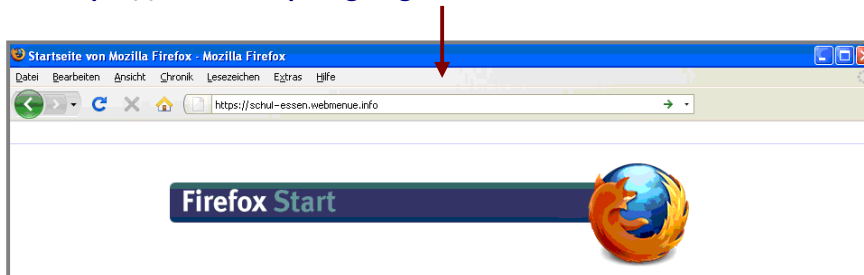 Startseite von Mozilla Firefox - Mozilla Firefox
Datei Bearbeiten Ansicht Chronik Lesezeichen Extras Hilfe
https://schul-essen.webmenue.info
Firefox Start